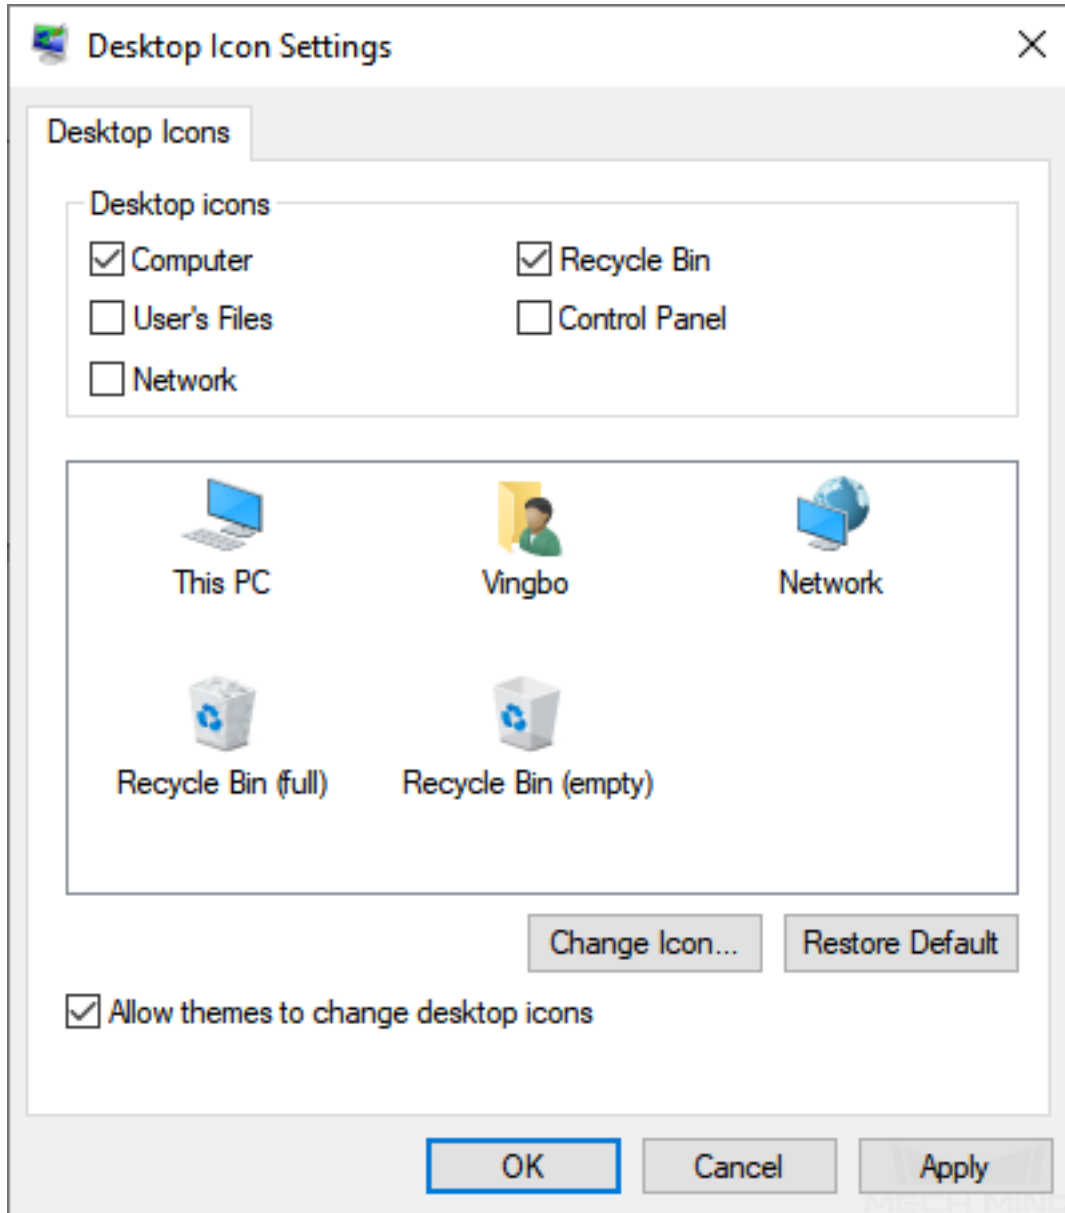 Desktop Icon Settings
Desktop Icons
Desktop icons
Computer Recycle Bin
User's Files Control Panel
Network
This PC Vingbo Network
Recycle Bin (full) Recycle Bin (empty)
Change Icon... Restore Default
Allow themes to change desktop icons
OK Cancel Apply
MECH MIND